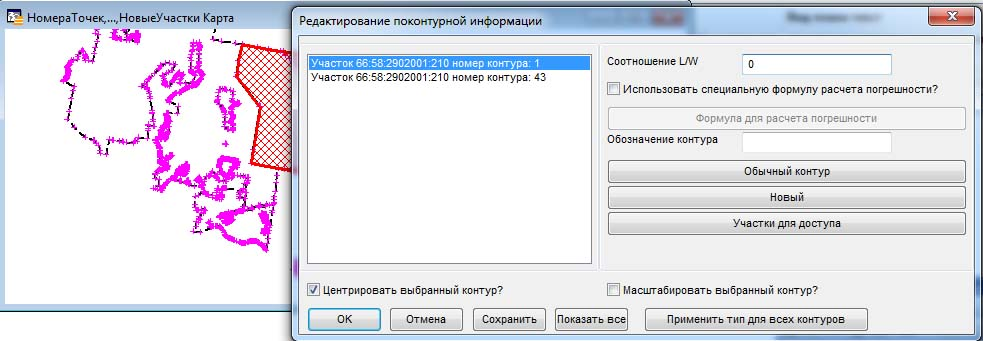 НомераТочек,...,НовыеУчастки Карта
Редактирование поконтурной информации
Участок 66:58:2902001:210 номер контура: 1
Участок 66:58:2902001:210 номер контура: 43
Соотношение L/W
0
Использовать специальную формулу расчета погрешности?
Формула для расчета погрешности
Обозначение контура
Обычный контур
Новый
Участки для доступа
Центрировать выбранный контур?
Масштабировать выбранный контур?
OK
Отмена
Сохранить
Показать все
Применить тип для всех контуров